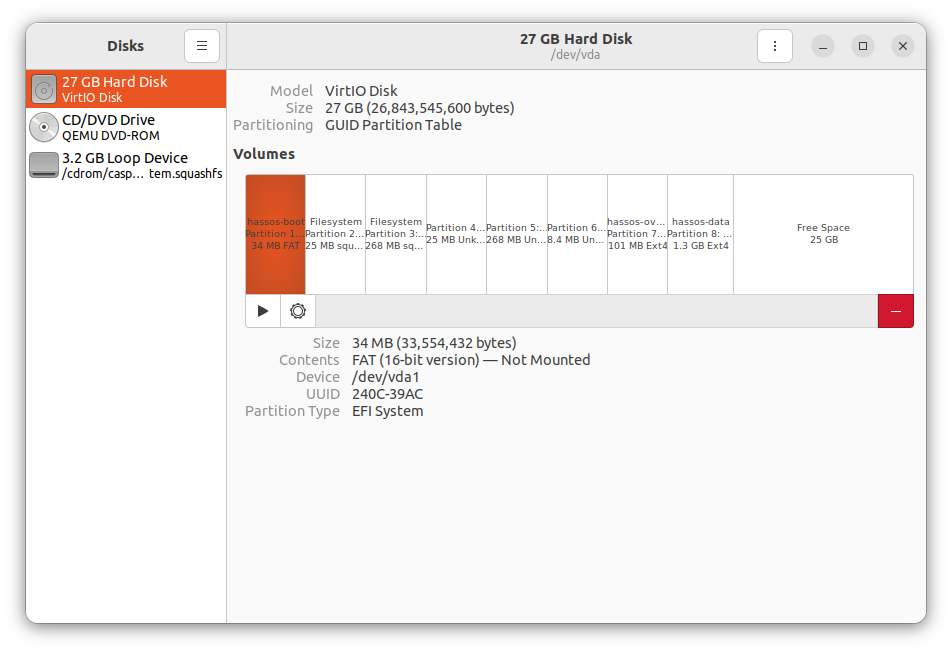 Disks
27 GB Hard Disk
/dev/vda
27 GB Hard Disk
VirtIO Disk
CD/DVD Drive
QEMU DVD-ROM
3.2 GB Loop Device
/cdrom/casp… tem.squashfs
Model VirtIO Disk
Size 27 GB (26,843,545,600 bytes)
Partitioning GUID Partition Table
Volumes
hassos-boot
Partition 1…
34 MB FAT
Filesystem
Partition 2…
25 MB squ…
Filesystem
Partition 3:…
268 MB sq…
Partition 4…
25 MB Unk…
Partition 5:…
268 MB Un…
Partition 6…
8.4 MB Un…
hassos-ov…
Partition 7…
101 MB Ext4
hassos-data
Partition 8: …
1.3 GB Ext4
Free Space
25 GB
Size 34 MB (33,554,432 bytes)
Contents FAT (16-bit version) — Not Mounted
Device /dev/vda1
UUID 240C-39AC
Partition Type EFI System